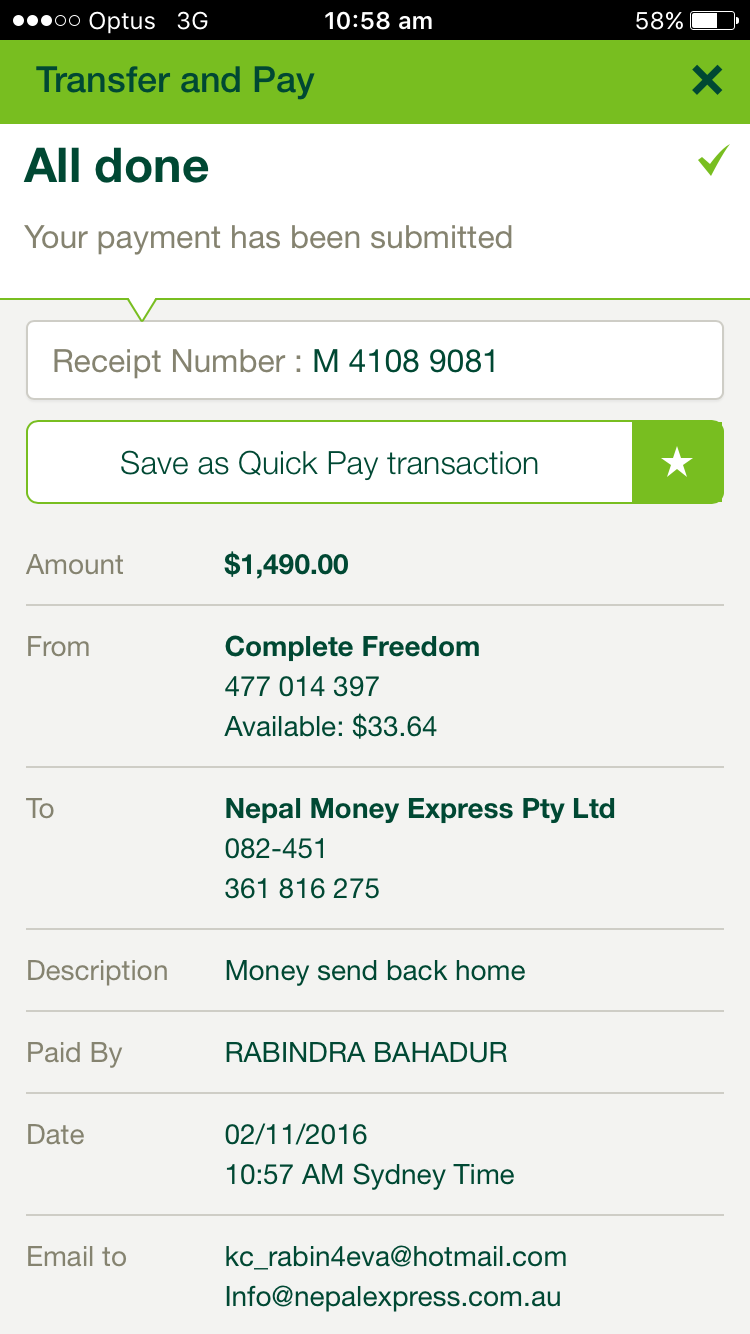 Optus 3G 10:58 am 58%
Transfer and Pay
All done
Your payment has been submitted
Receipt Number : M 4108 9081
Save as Quick Pay transaction
Amount $1,490.00
From Complete Freedom
477 014 397
Available: $33.64
To Nepal Money Express Pty Ltd
082-451
361 816 275
Description Money send back home
Paid By RABINDRA BAHADUR
Date 02/11/2016
10:57 AM Sydney Time
Email to kc_rabin4eva@hotmail.com
Info@nepalexpress.com.au